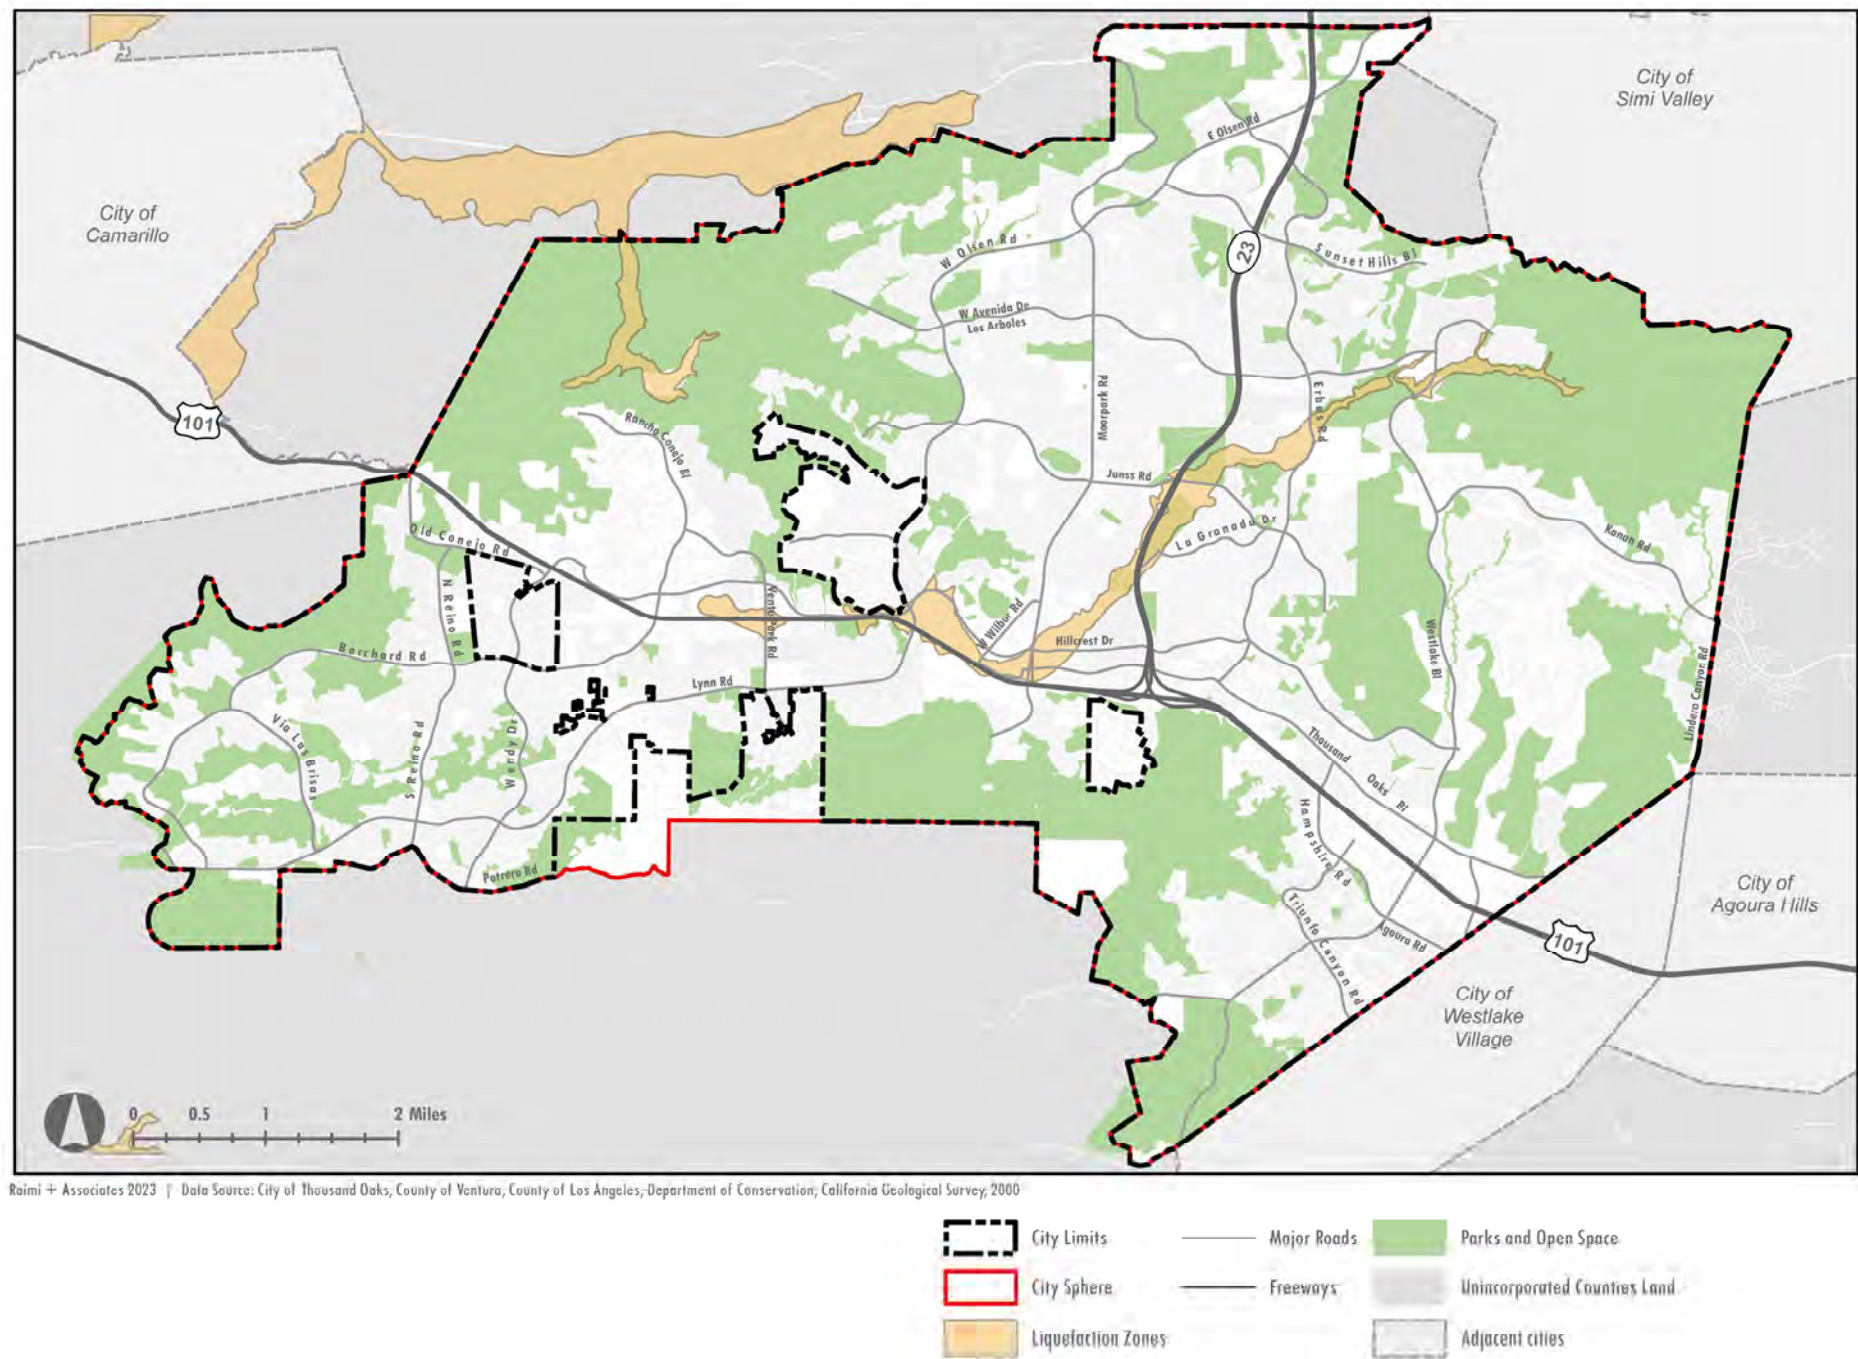 City of
Simi Valley
E Olsen Rd
City of
Camarillo
23
W Olsen Rd
Sunset Hills Bl
W Avenida De
Los Arboles
Erbes Rd
Moorpark Rd
101
Rancho Conejo Bl
Junss Rd
Kanan Rd
La Granada Dr
Old Conejo Rd
N Reino Rd
Ventu Park Rd
W Wilbur Rd
Hillcrest Dr
Westlake Bl
Borchard Rd
Lynn Rd
Lindero Canyon Rd
Via Las Brisas
S Reino Rd
Wendy Dr
Thousand Oaks Bl
Hampshire Rd
Potrero Rd
City of
Agoura Hills
Triunfo Canyon Rd
Agoura Rd
101
City of
Westlake
Village
0 0.5 1 2 Miles
Raimi + Associates 2023 | Data Source: City of Thousand Oaks, County of Ventura, County of Los Angeles, Department of Conservation, California Geological Survey, 2000
City Limits Major Roads Parks and Open Space
City Sphere Freeways Unincorporated Counties Land
Liquefaction Zones Adjacent cities